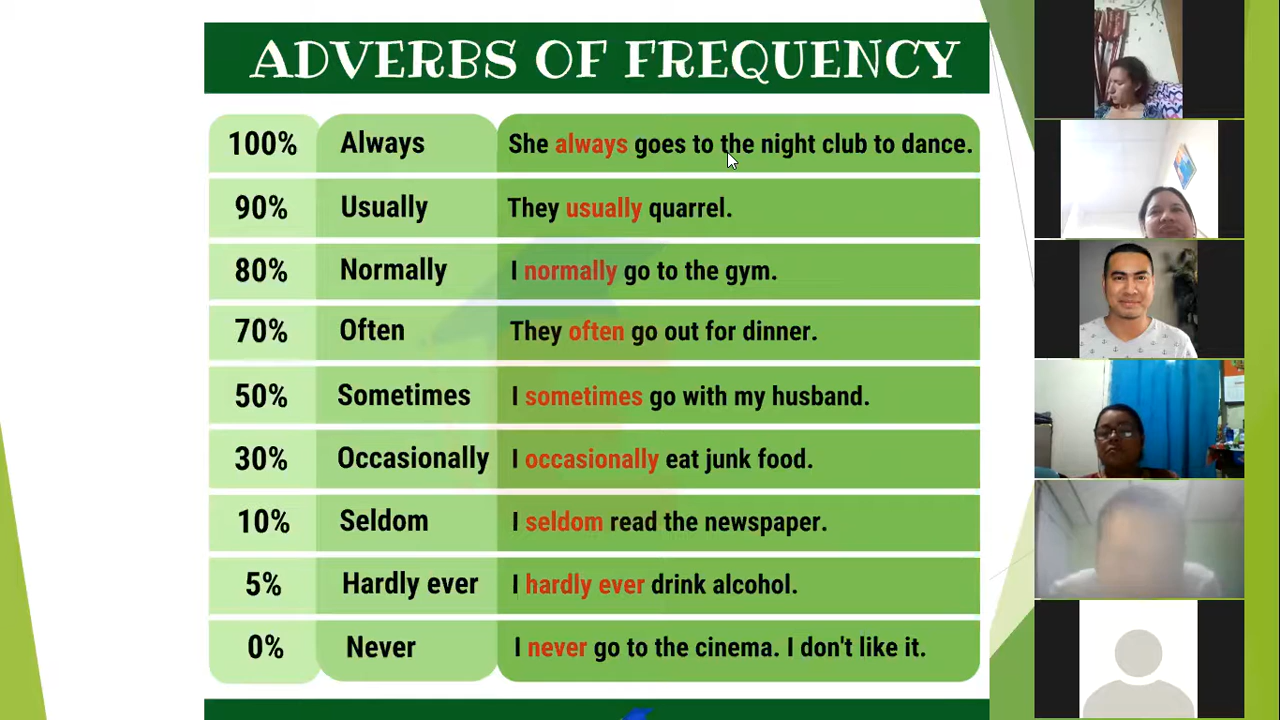 ADVERBS OF FREQUENCY
100% Always She always goes to the night club to dance.
90% Usually They usually quarrel.
80% Normally I normally go to the gym.
70% Often They often go out for dinner.
50% Sometimes I sometimes go with my husband.
30% Occasionally I occasionally eat junk food.
10% Seldom I seldom read the newspaper.
5% Hardly ever I hardly ever drink alcohol.
0% Never I never go to the cinema. I don't like it.